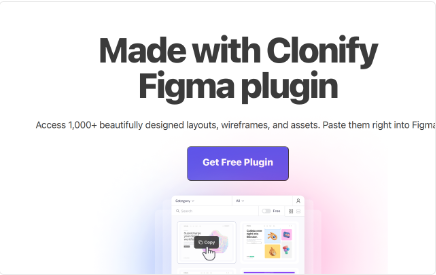 Made with Clonify
Figma plugin
Access 1,000+ beautifully designed layouts, wireframes, and assets. Paste them right into Figma
Get Free Plugin
Category
All
Search
Free
Copy